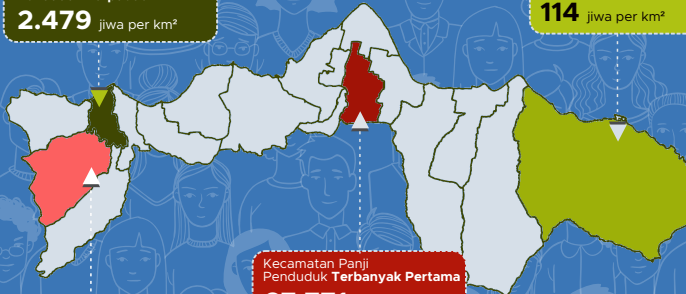 2.479 jiwa per km²
114 jiwa per km²
Kecamatan Panji
Penduduk Terbanyak Pertama